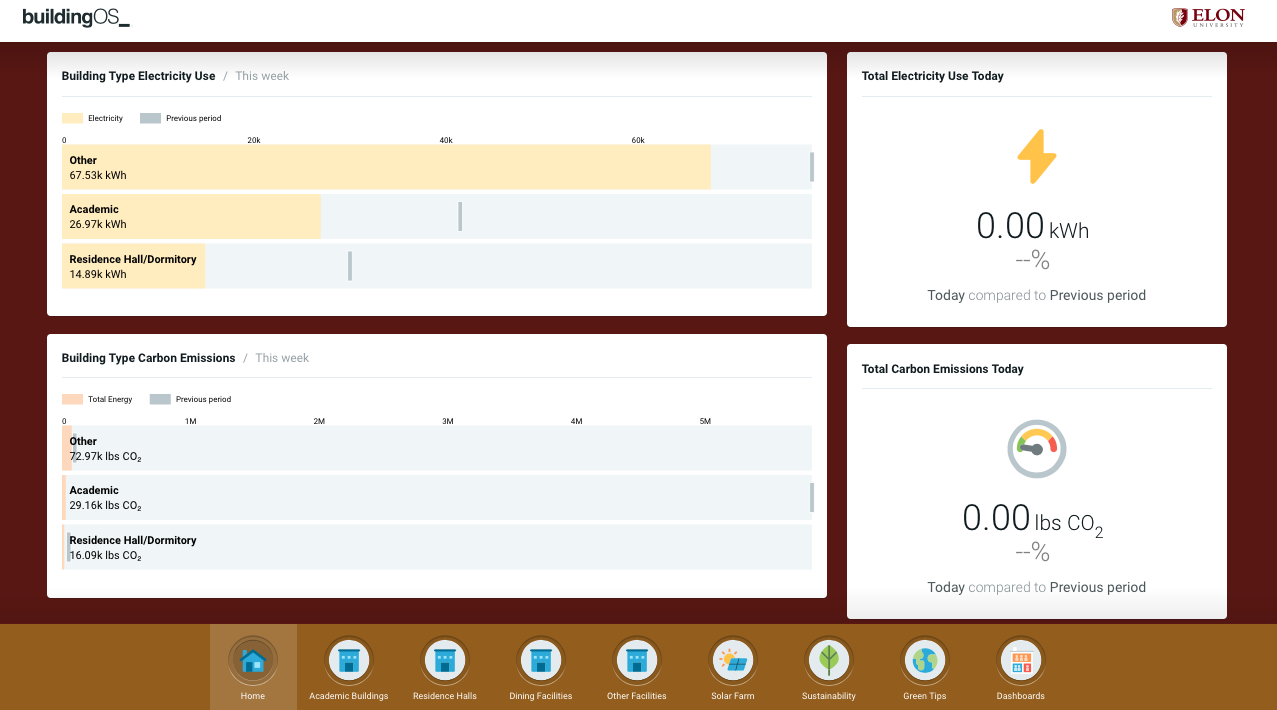 buildingOS_
ELON
UNIVERSITY
Building Type Electricity Use / This week
Electricity Previous period
0 20k 40k 60k
Other
67.53k kWh
Academic
26.97k kWh
Residence Hall/Dormitory
14.89k kWh
Total Electricity Use Today
0.00 kWh
--%
Today compared to Previous period
Building Type Carbon Emissions / This week
Total Energy Previous period
0 1M 2M 3M 4M 5M
Other
72.97k lbs CO₂
Academic
29.16k lbs CO₂
Residence Hall/Dormitory
16.09k lbs CO₂
Total Carbon Emissions Today
0.00 lbs CO₂
--%
Today compared to Previous period
Home Academic Buildings Residence Halls Dining Facilities Other Facilities Solar Farm Sustainability Green Tips Dashboards